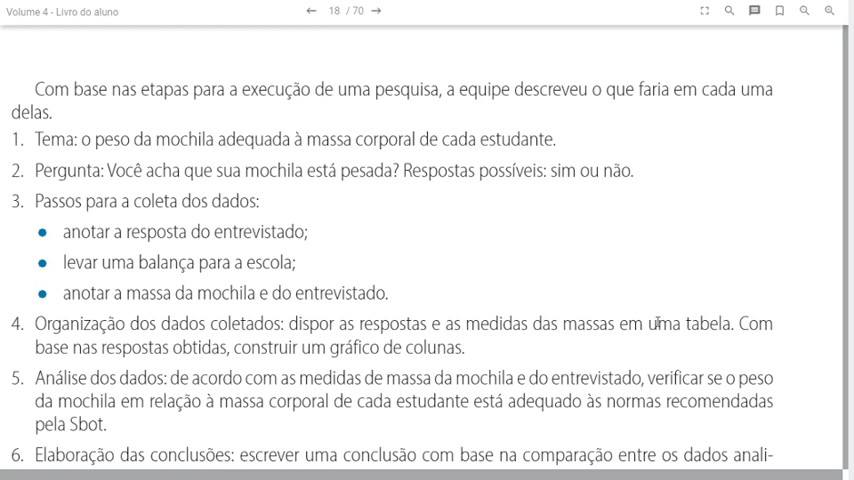 Volume 4 - Livro do aluno
← 18 / 70 →
Com base nas etapas para a execução de uma pesquisa, a equipe descreveu o que faria em cada uma
delas.
1. Tema: o peso da mochila adequada à massa corporal de cada estudante.
2. Pergunta: Você acha que sua mochila está pesada? Respostas possíveis: sim ou não.
3. Passos para a coleta dos dados:
• anotar a resposta do entrevistado;
• levar uma balança para a escola;
• anotar a massa da mochila e do entrevistado.
4. Organização dos dados coletados: dispor as respostas e as medidas das massas em uma tabela. Com
base nas respostas obtidas, construir um gráfico de colunas.
5. Análise dos dados: de acordo com as medidas de massa da mochila e do entrevistado, verificar se o peso
da mochila em relação à massa corporal de cada estudante está adequado às normas recomendadas
pela Sbot.
6. Elaboração das conclusões: escrever uma conclusão com base na comparação entre os dados anali-